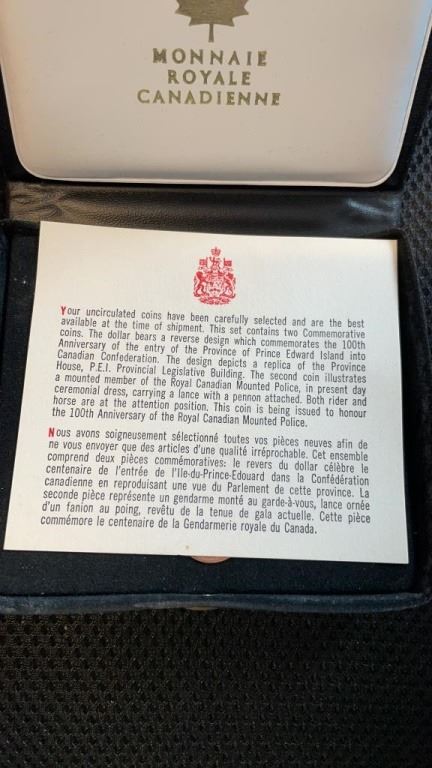 MONNAIE
ROYALE
CANADIENNE
Your uncirculated coins have been carefully selected and are the best
available at the time of shipment. This set contains two Commemorative
coins. The dollar bears a reverse design which commemorates the 100th
Anniversary of the entry of the Province of Prince Edward Island into
Canadian Confederation. The design depicts a replica of the Province
House, P.E.I. Provincial Legislative Building. The second coin illustrates
a mounted member of the Royal Canadian Mounted Police, in present day
ceremonial dress, carrying a lance with a pennon attached. Both rider and
horse are at the attention position. This coin is being issued to honour
the 100th Anniversary of the Royal Canadian Mounted Police.
Nous avons soigneusement sélectionné toutes vos pièces neuves afin de
ne vous envoyer que des articles d'une qualité irréprochable. Cet ensemble
comprend deux pièces commémoratives: le revers du dollar célèbre le
centenaire de l'entrée de l'Ile-du-Prince-Edouard dans la Confédération
canadienne en reproduisant une vue du Parlement de cette province. La
seconde pièce représente un gendarme monté au garde-à-vous, lance ornée
d'un fanion au poing, revêtu de la tenue de gala actuelle. Cette pièce
commémore le centenaire de la Gendarmerie royale du Canada.